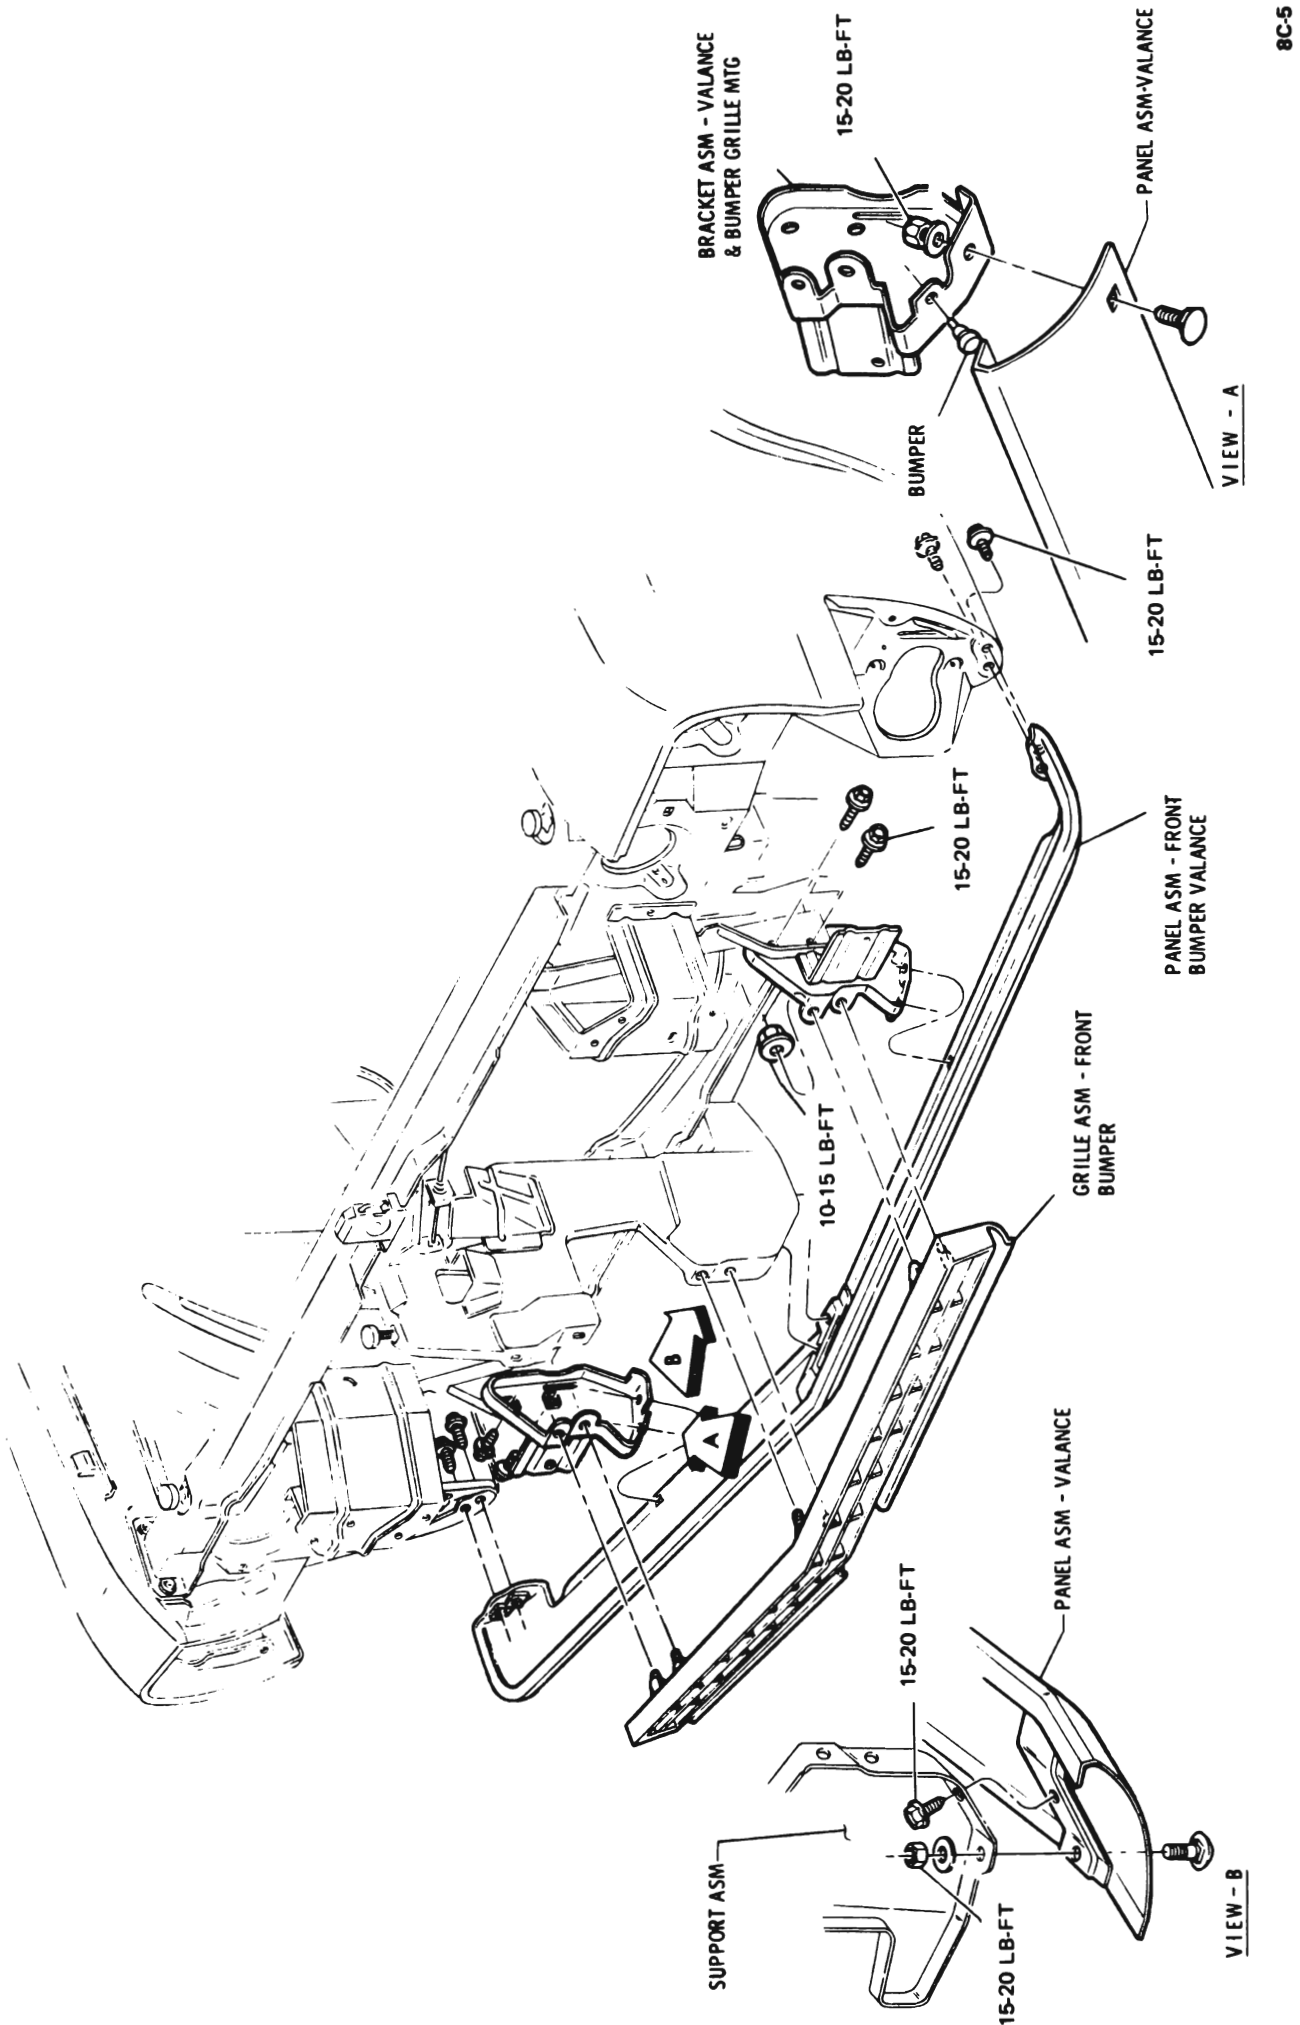 SUPPORT ASM
15-20 LB-FT
15-20 LB-FT
PANEL ASM - VALANCE
VIEW - B
A
B
10-15 LB-FT
GRILLE ASM - FRONT
BUMPER
15-20 LB-FT
PANEL ASM - FRONT
BUMPER VALANCE
15-20 LB-FT
BRACKET ASM - VALANCE
& BUMPER GRILLE MTG
15-20 LB-FT
BUMPER
PANEL ASM-VALANCE
VIEW - A
8C-5